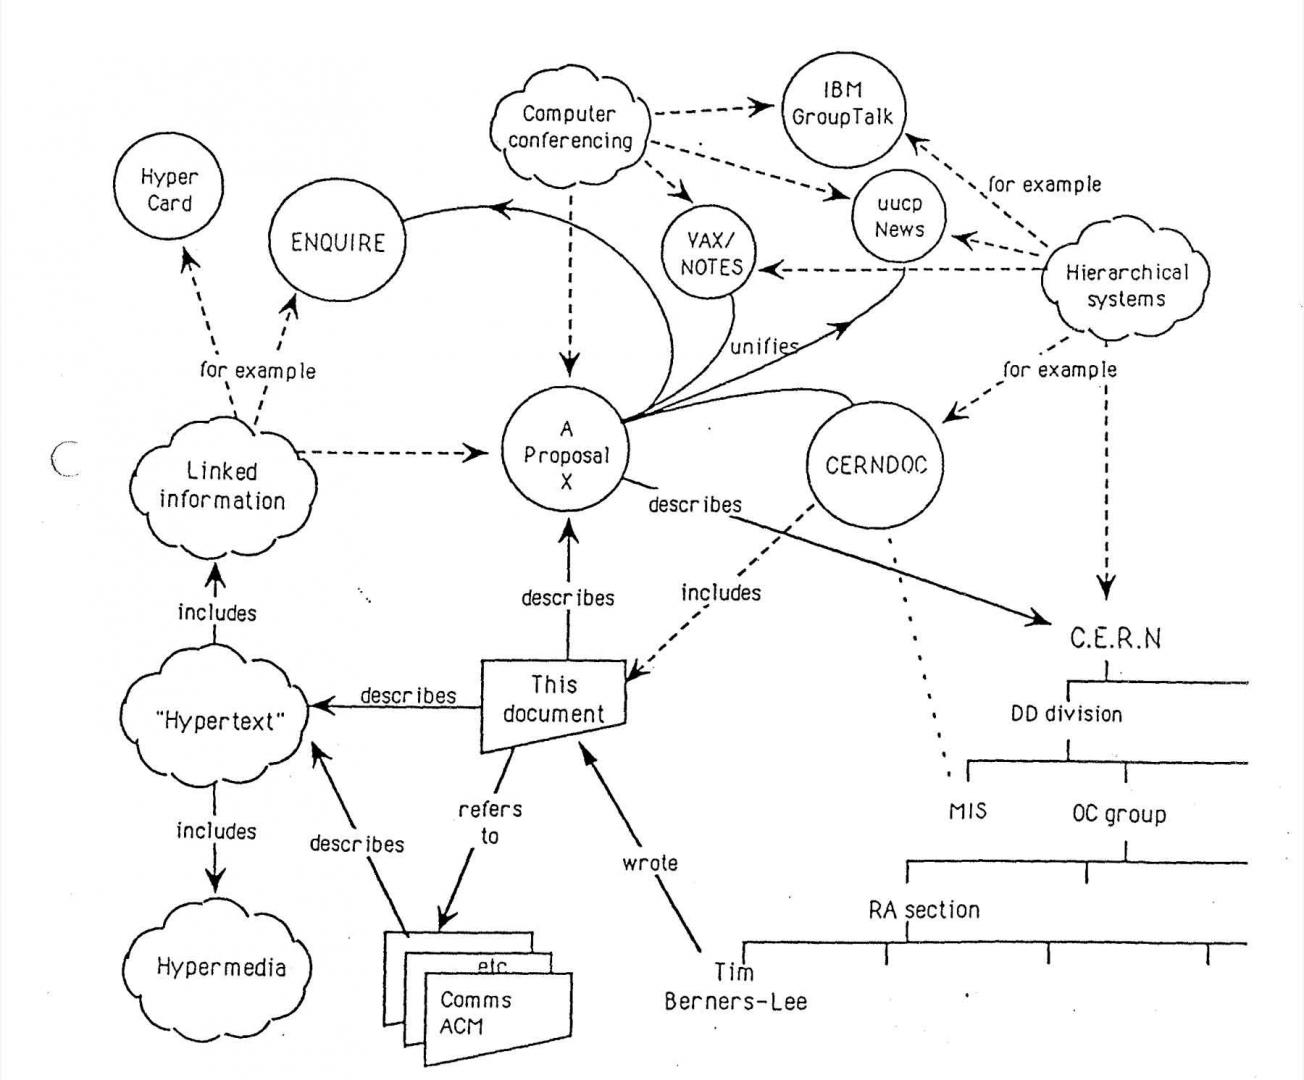 IBM
GroupTalk
Computer
conferencing
Hyper
Card
for example
uucp
News
ENQUIRE
VAX/
NOTES
Hierarchical
systems
unifies
for example
for example
A
Proposal
X
Linked
information
CERNDOC
describes
includes
describes
includes
C.E.R.N
This
document
describes
"Hypertext"
DD division
refers
to
MIS
OC group
includes
describes
wrote
RA section
Hypermedia
etc
Tim
Berners-Lee
Comms
ACM